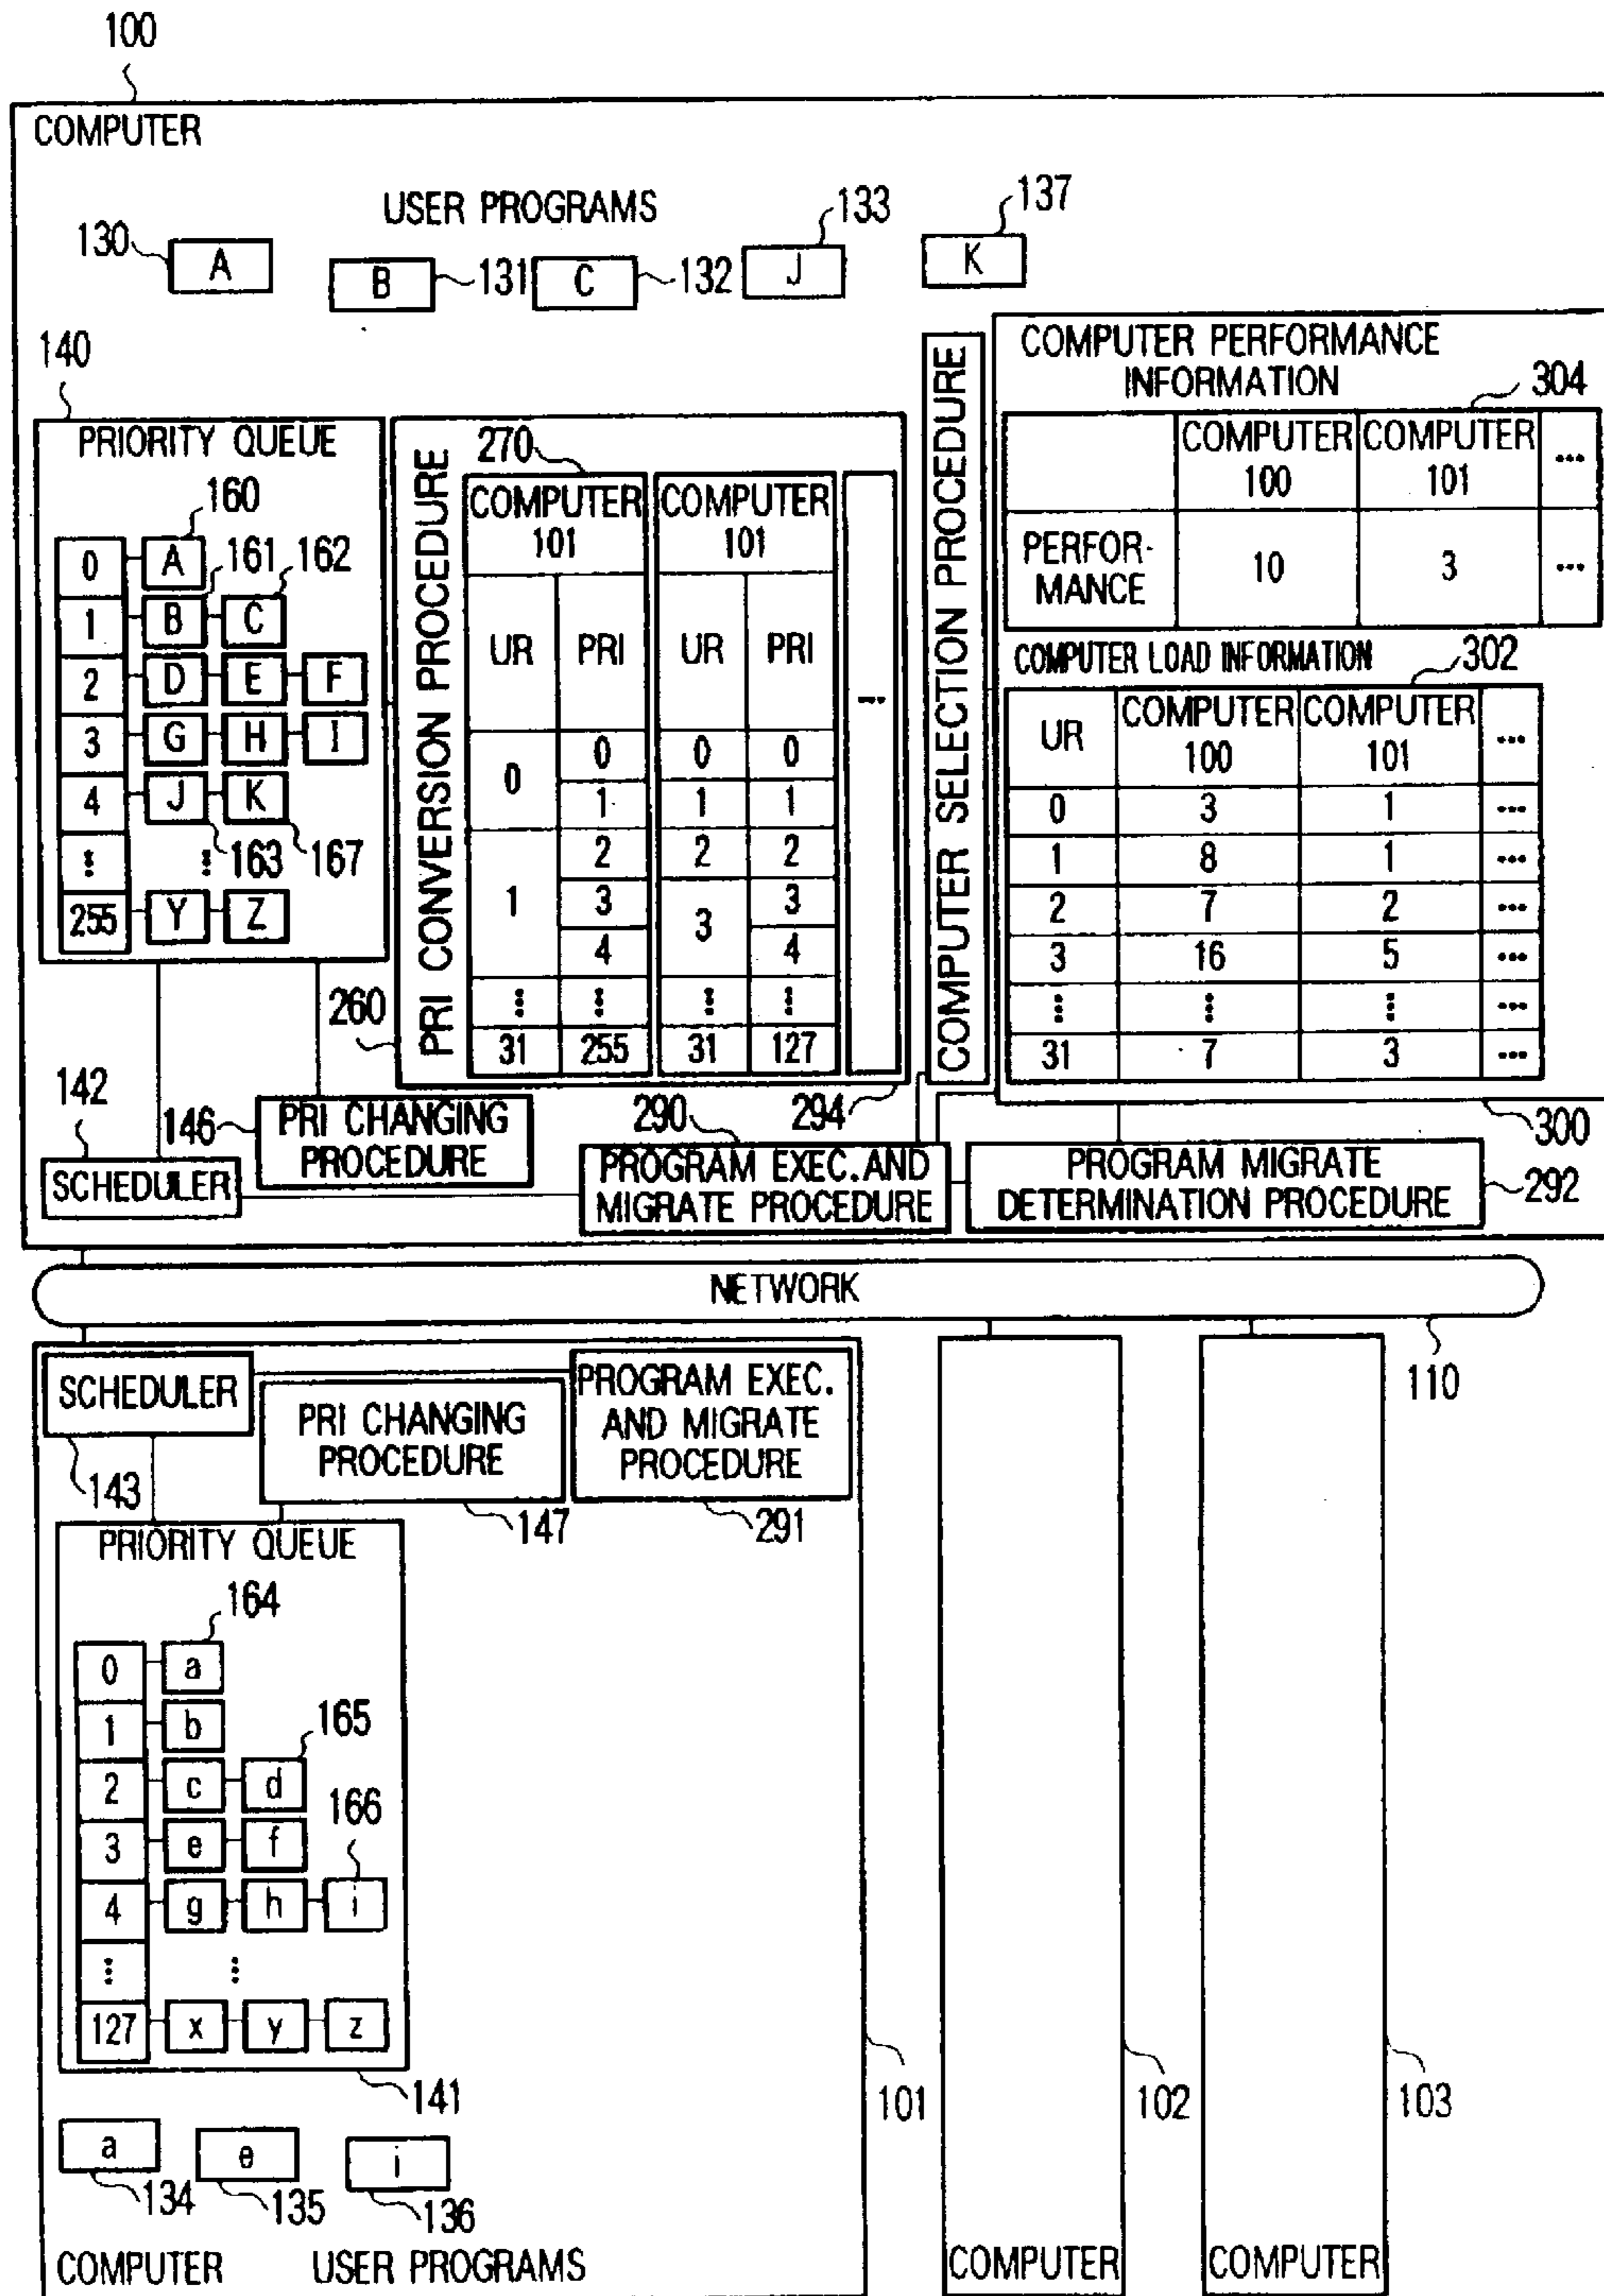 100
COMPUTER
USER PROGRAMS
130 A
B 131
C 132
J 133
K 137
140
PRIORITY QUEUE
160
161
162
0 A
1 B C
2 D E F
3 G H I
4 J K
⋮ ⋮
163 167
255 Y Z
PRI CONVERSION PROCEDURE
270
COMPUTER 101 COMPUTER 101
UR PRI UR PRI ...
0 0 0 0
1 1 1
1 2 2 2
3 3 3
4 4
⋮ ⋮ ⋮ ⋮
31 255 31 127
260
294
COMPUTER SELECTION PROCEDURE
COMPUTER PERFORMANCE
INFORMATION
304
COMPUTER 100 COMPUTER 101 ...
PERFOR-
MANCE 10 3 ...
COMPUTER LOAD INFORMATION
302
UR COMPUTER 100 COMPUTER 101 ...
0 3 1 ...
1 8 1 ...
2 7 2 ...
3 16 5 ...
⋮ ⋮ ⋮ ...
31 7 3 ...
300
142
SCHEDULER
146
PRI CHANGING
PROCEDURE
290
PROGRAM EXEC. AND
MIGRATE PROCEDURE
PROGRAM MIGRATE
DETERMINATION PROCEDURE
292
NETWORK
110
SCHEDULER
143
PRI CHANGING
PROCEDURE
147
PROGRAM EXEC.
AND MIGRATE
PROCEDURE
291
PRIORITY QUEUE
164
0 a
1 b
165
2 c d
166
3 e f
4 g h i
⋮ ⋮
127 x y z
141
a 134
e 135
i 136
COMPUTER
USER PROGRAMS
101
COMPUTER
102
COMPUTER
103